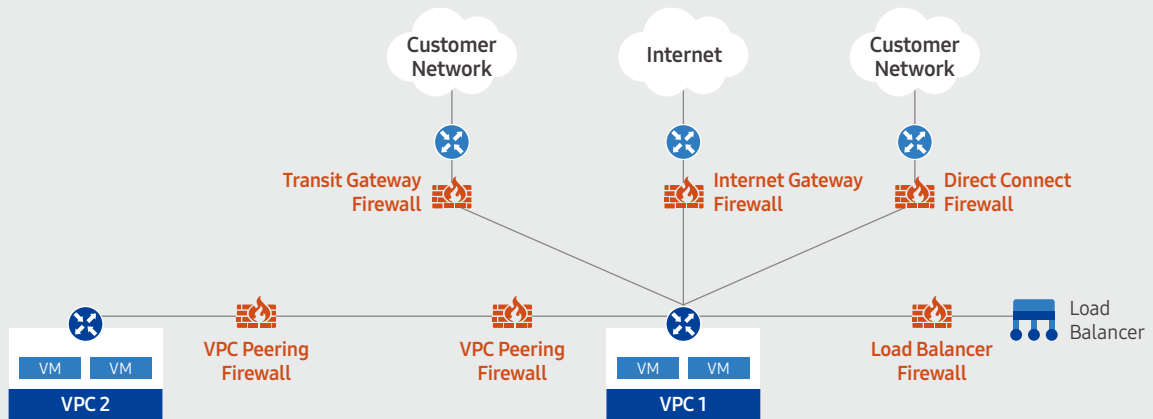 Customer
Network
Internet
Customer
Network
Transit Gateway
Firewall
Internet Gateway
Firewall
Direct Connect
Firewall
VPC Peering
Firewall
VPC Peering
Firewall
Load Balancer
Firewall
Load
Balancer
VM
VM
VPC 2
VM
VM
VPC 1